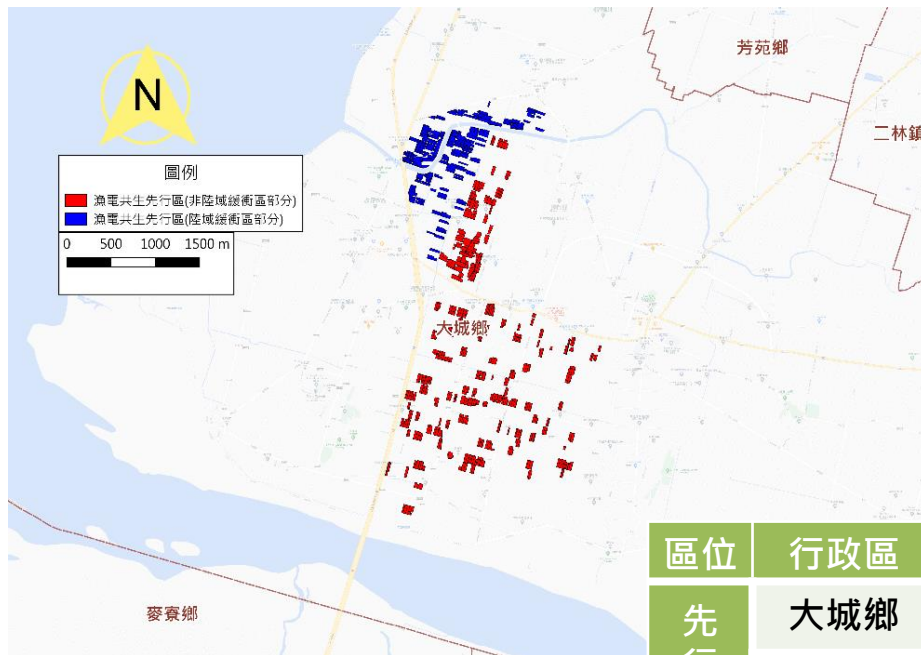 芳苑鄉
二林鎮
N
圖例
漁電共生先行區(非陸域緩衝區部分)
漁電共生先行區(陸域緩衝區部分)
0 500 1000 1500 m
大城鄉
麥寮鄉
區位 行政區
先 大城鄉
行